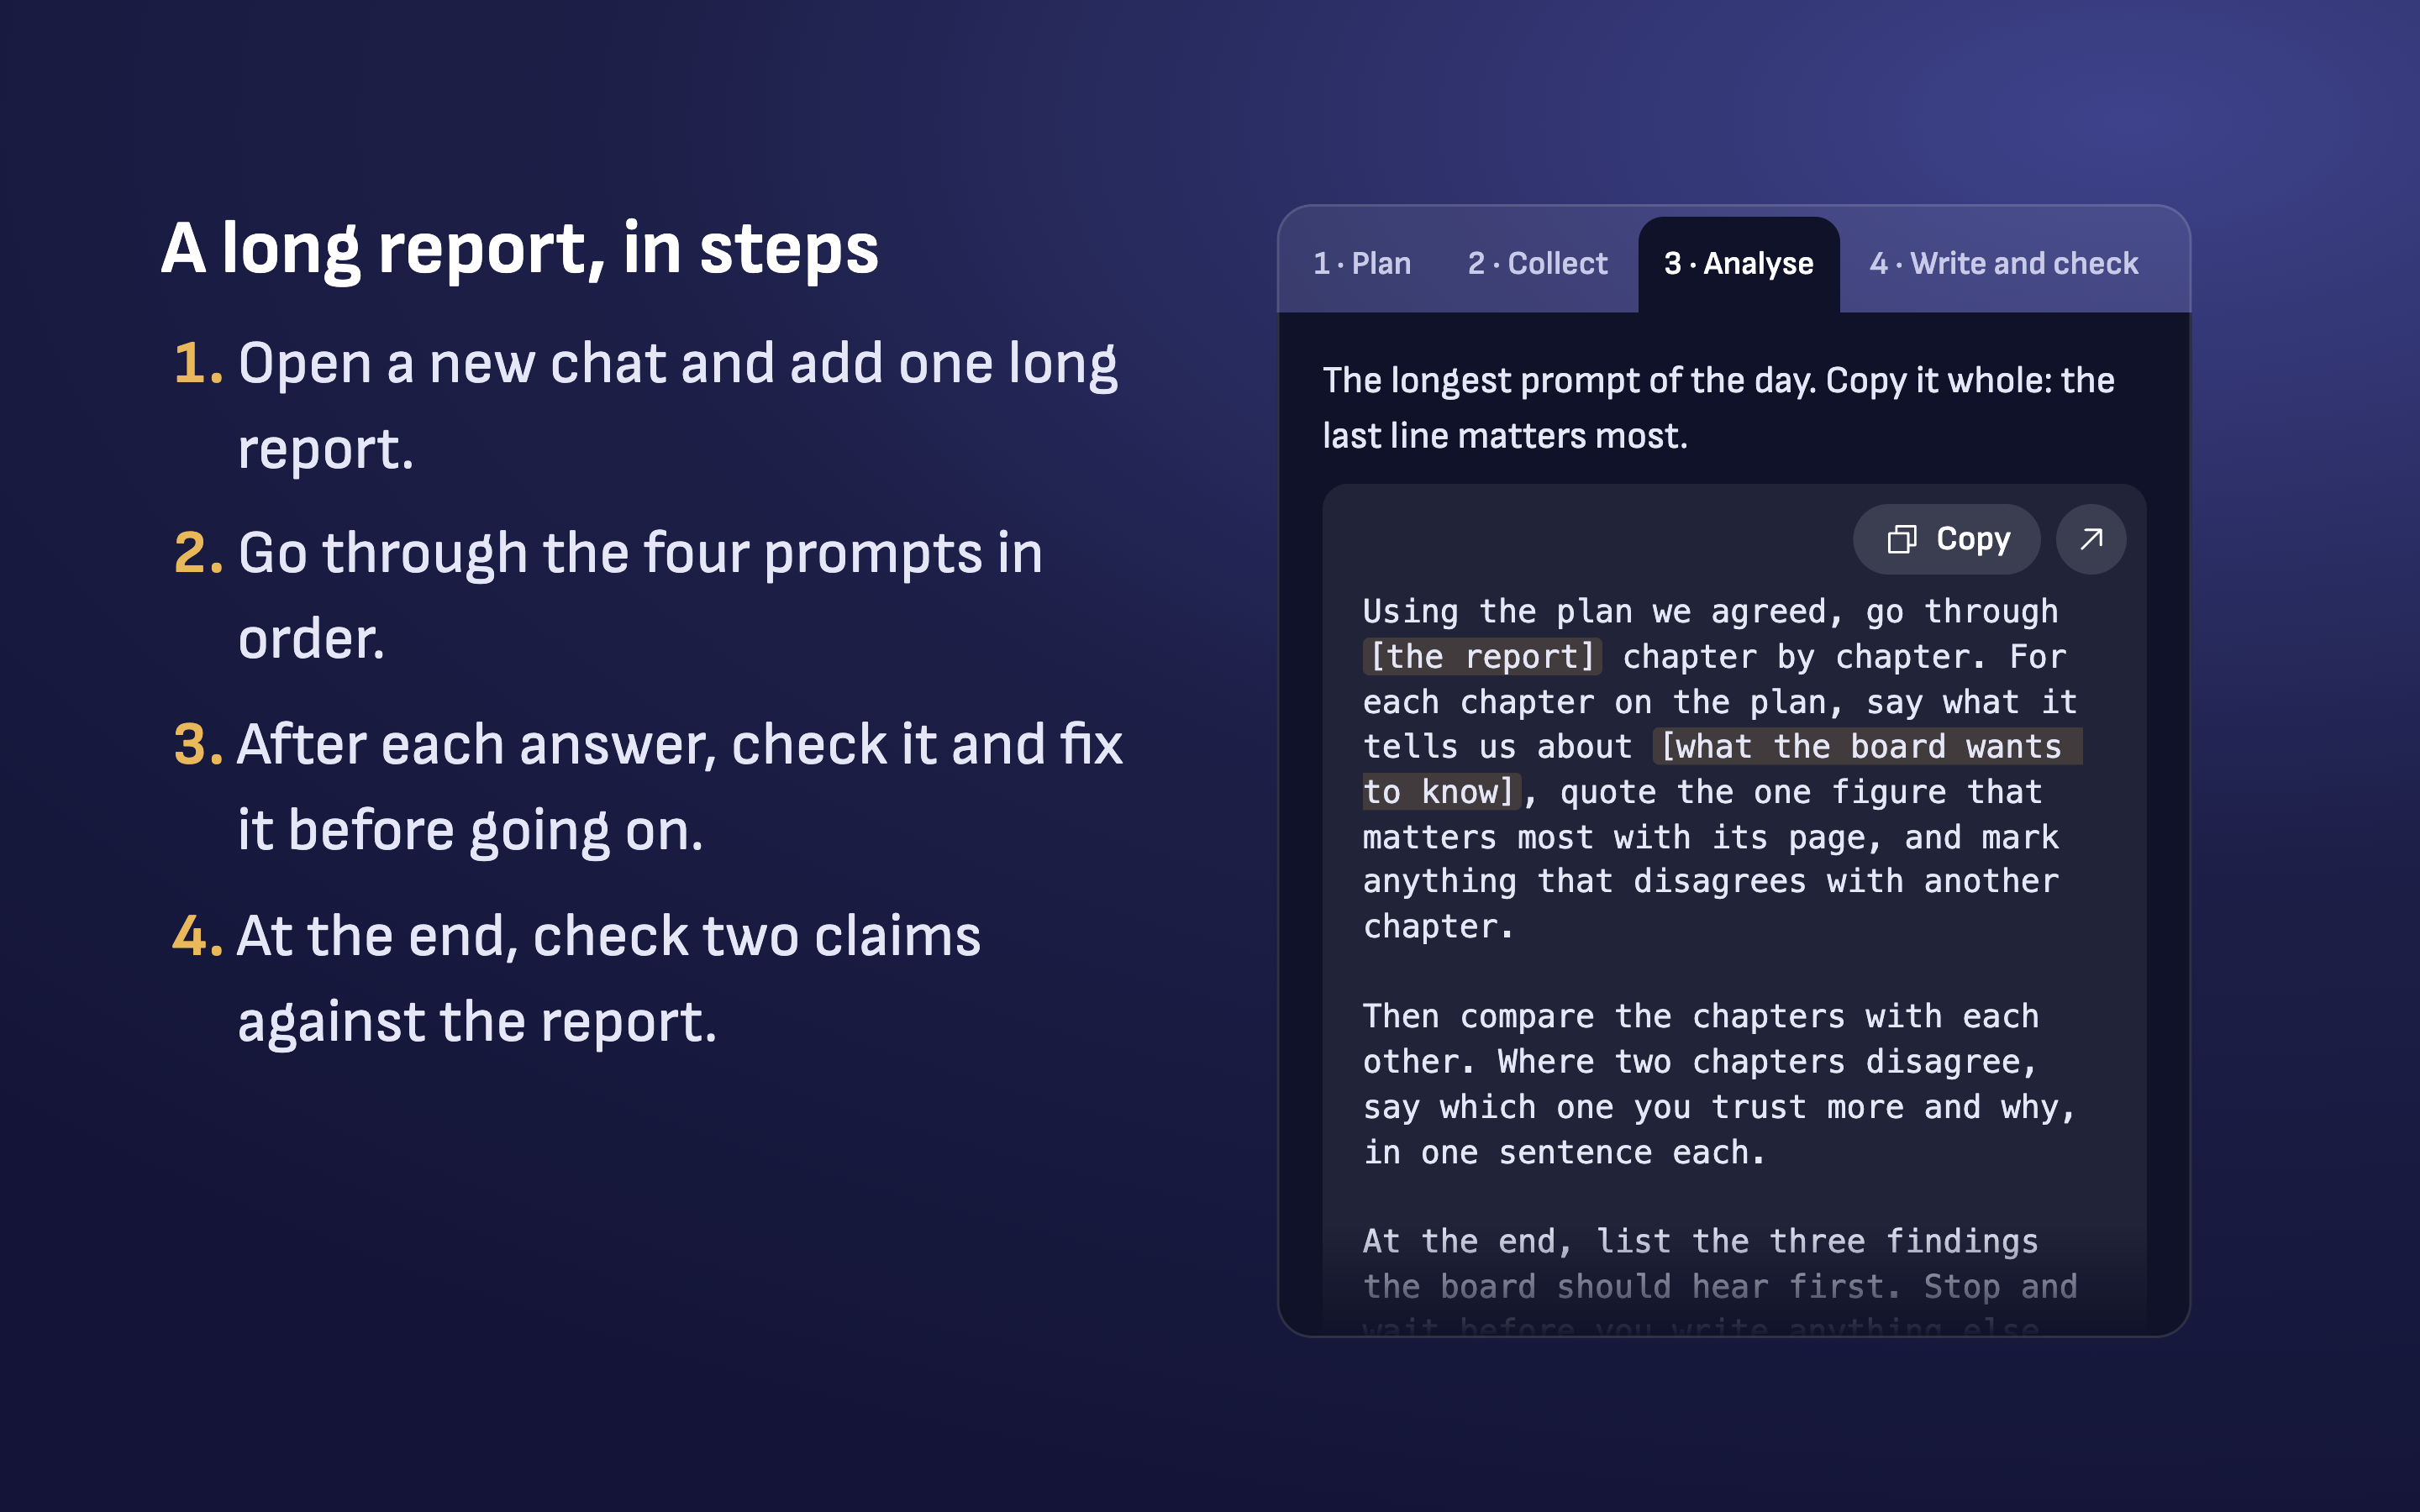 A long report, in steps
1. Open a new chat and add one long
report.
2. Go through the four prompts in
order.
3. After each answer, check it and fix
it before going on.
4. At the end, check two claims
against the report.
1 · Plan 2 · Collect 3 · Analyse 4 · Write and check
The longest prompt of the day. Copy it whole: the
last line matters most.
Copy
Using the plan we agreed, go through
[the report] chapter by chapter. For
each chapter on the plan, say what it
tells us about [what the board wants
to know], quote the one figure that
matters most with its page, and mark
anything that disagrees with another
chapter.
Then compare the chapters with each
other. Where two chapters disagree,
say which one you trust more and why,
in one sentence each.
At the end, list the three findings
the board should hear first. Stop and
wait before you write anything else